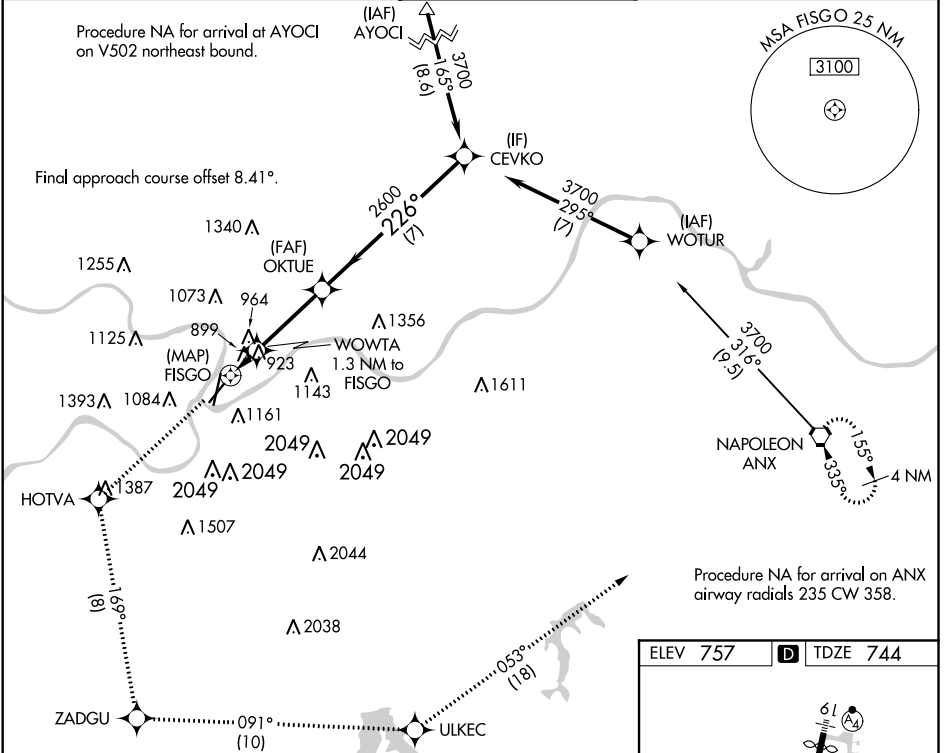 Procedure NA for arrival at AYOCI
on V502 northeast bound.
(IAF)
AYOCI
3700
165°
(8.6)
MSA FISGO 25 NM
3100
(IF)
CEVKO
Final approach course offset 8.41°.
2600
226°
(7)
3700
295°
(7)
(IAF)
WOTUR
1340
(FAF)
OKTUE
1255
1073
964
899
1125
1356
WOWTA
1.3 NM to
FISGO
923
(MAP)
FISGO
1143
1611
3700
316°
(9.5)
1393
1084
1161
2049
2049
2049
2049
2049
NAPOLEON
ANX
155°
335°
4 NM
HOTVA
1387
1507
2044
169°
(8)
Procedure NA for arrival on ANX
airway radials 235 CW 358.
2038
053°
(18)
ELEV 757
D
TDZE 744
19
A4
ZADGU
091°
(10)
ULKEC